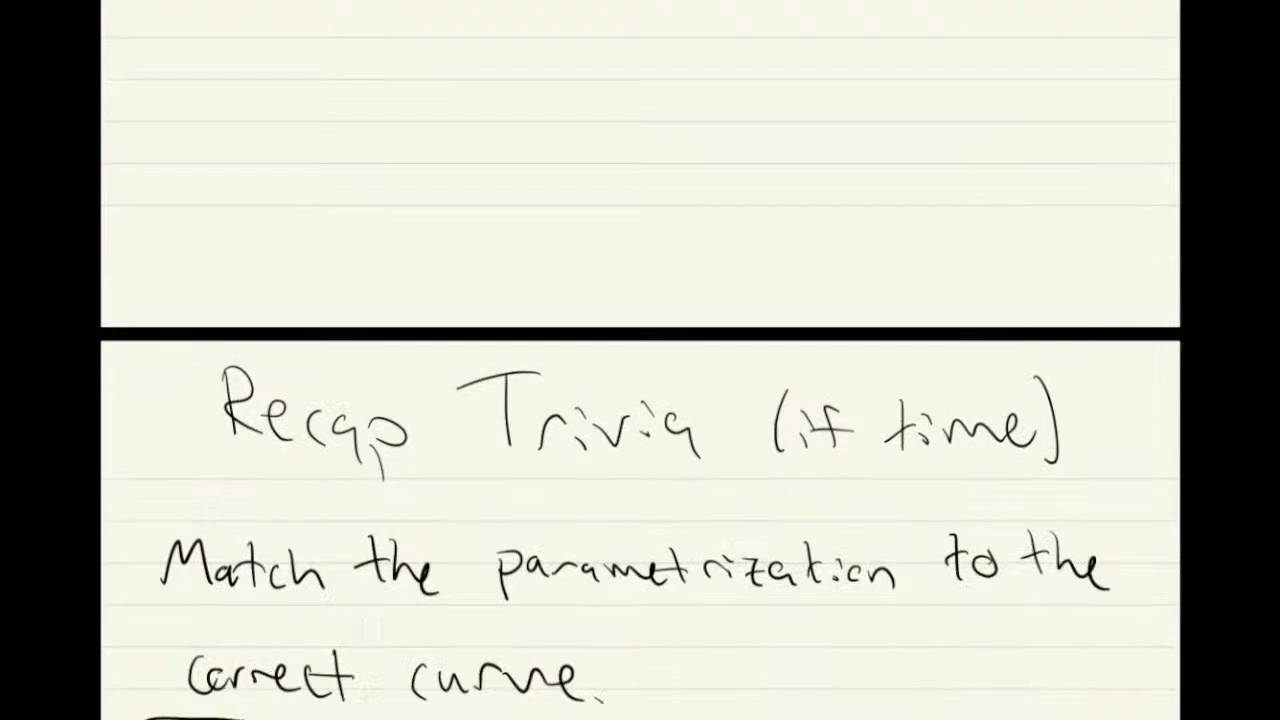 Recap Trivia (if time)
Match the parametrization to the
correct curve.